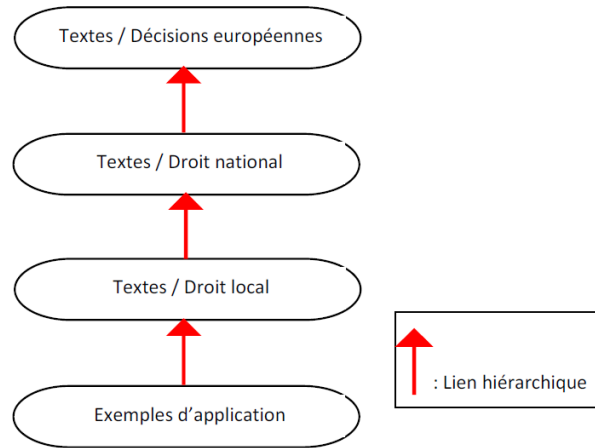 Textes / Décisions européennes
Textes / Droit national
Textes / Droit local
Exemples d’application
: Lien hiérarchique